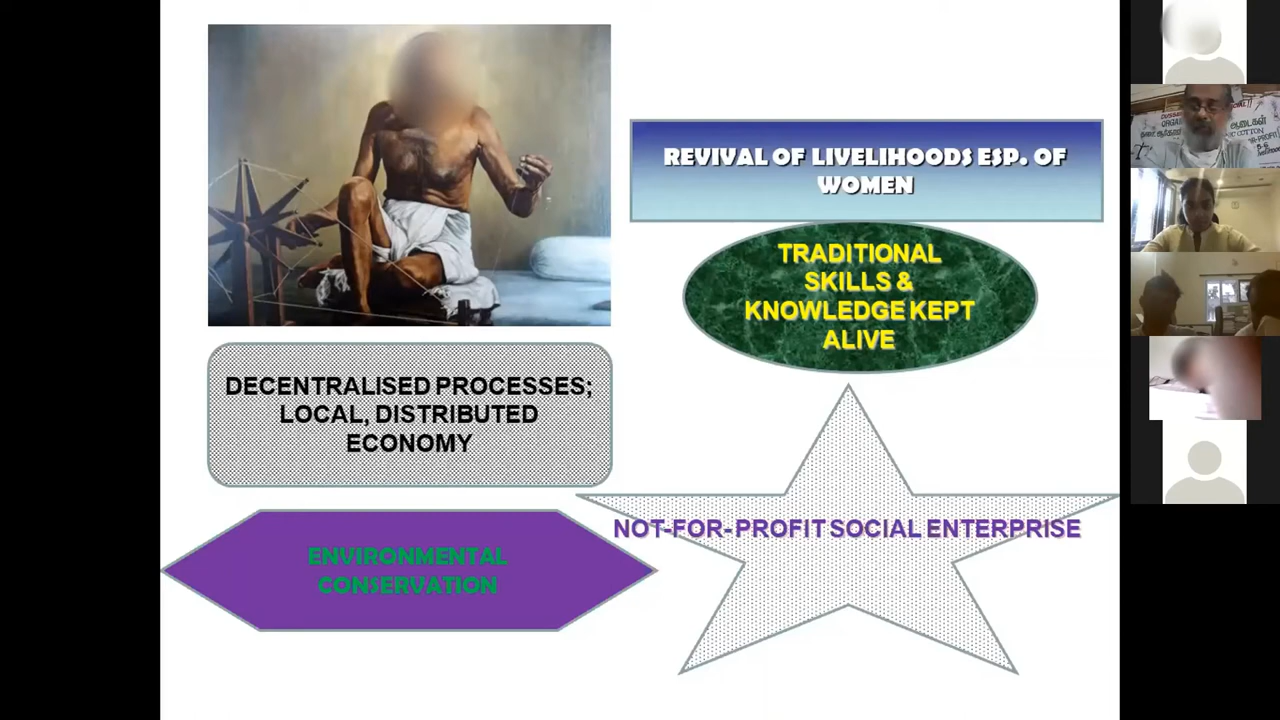 REVIVAL OF LIVELIHOODS ESP. OF
WOMEN
TRADITIONAL
SKILLS &
KNOWLEDGE KEPT
ALIVE
DECENTRALISED PROCESSES;
LOCAL, DISTRIBUTED
ECONOMY
NOT-FOR-PROFIT SOCIAL ENTERPRISE
ENVIRONMENTAL
CONSERVATION